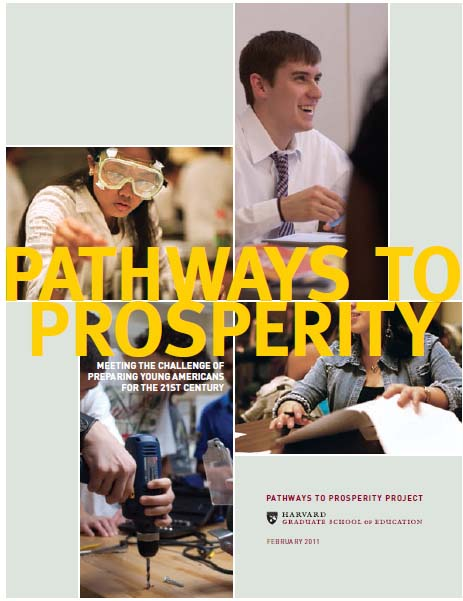 PATHWAYS TO
PROSPERITY
MEETING THE CHALLENGE OF
PREPARING YOUNG AMERICANS
FOR THE 21ST CENTURY
PATHWAYS TO PROSPERITY PROJECT
HARVARD
GRADUATE SCHOOL OF EDUCATION
FEBRUARY 2011